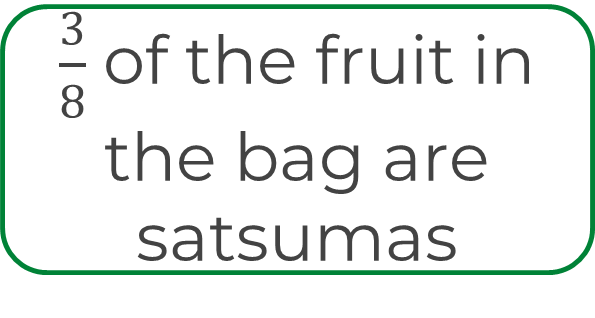 3/8 of the fruit in
the bag are
satsumas